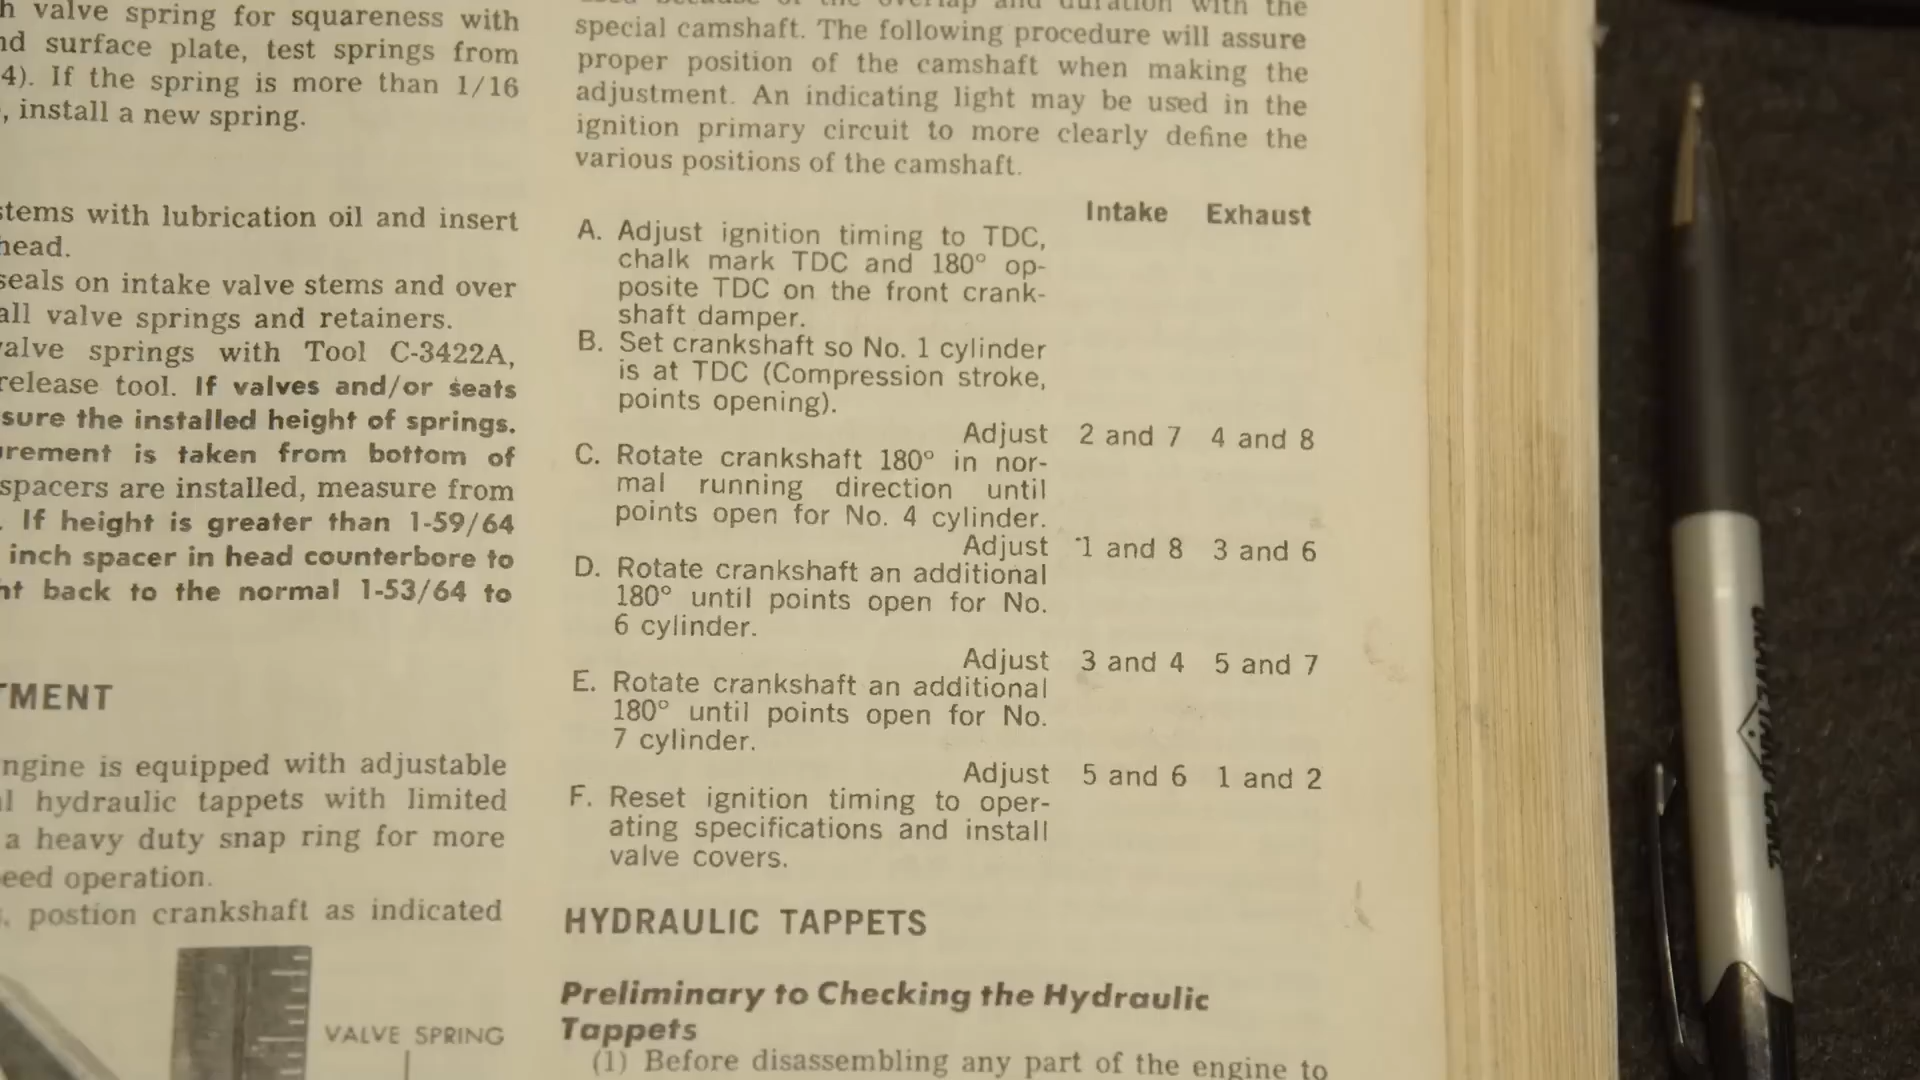 valve spring for squareness with
surface plate, test springs from
4). If the spring is more than 1/16
, install a new spring.
stems with lubrication oil and insert
head.
seals on intake valve stems and over
all valve springs and retainers.
valve springs with Tool C-3422A,
release tool. If valves and/or seats
sure the installed height of springs.
rement is taken from bottom of
spacers are installed, measure from
. If height is greater than 1-59/64
inch spacer in head counterbore to
ht back to the normal 1-53/64 to
TMENT
ngine is equipped with adjustable
l hydraulic tappets with limited
a heavy duty snap ring for more
eed operation.
, postion crankshaft as indicated
VALVE SPRING
used because of the overlap and duration with the
special camshaft. The following procedure will assure
proper position of the camshaft when making the
adjustment. An indicating light may be used in the
ignition primary circuit to more clearly define the
various positions of the camshaft.
Intake Exhaust
A. Adjust ignition timing to TDC,
chalk mark TDC and 180° op-
posite TDC on the front crank-
shaft damper.
B. Set crankshaft so No. 1 cylinder
is at TDC (Compression stroke,
points opening).
Adjust 2 and 7 4 and 8
C. Rotate crankshaft 180° in nor-
mal running direction until
points open for No. 4 cylinder.
Adjust 1 and 8 3 and 6
D. Rotate crankshaft an additional
180° until points open for No.
6 cylinder.
Adjust 3 and 4 5 and 7
E. Rotate crankshaft an additional
180° until points open for No.
7 cylinder.
Adjust 5 and 6 1 and 2
F. Reset ignition timing to oper-
ating specifications and install
valve covers.
HYDRAULIC TAPPETS
Preliminary to Checking the Hydraulic
Tappets
(1) Before disassembling any part of the engine to